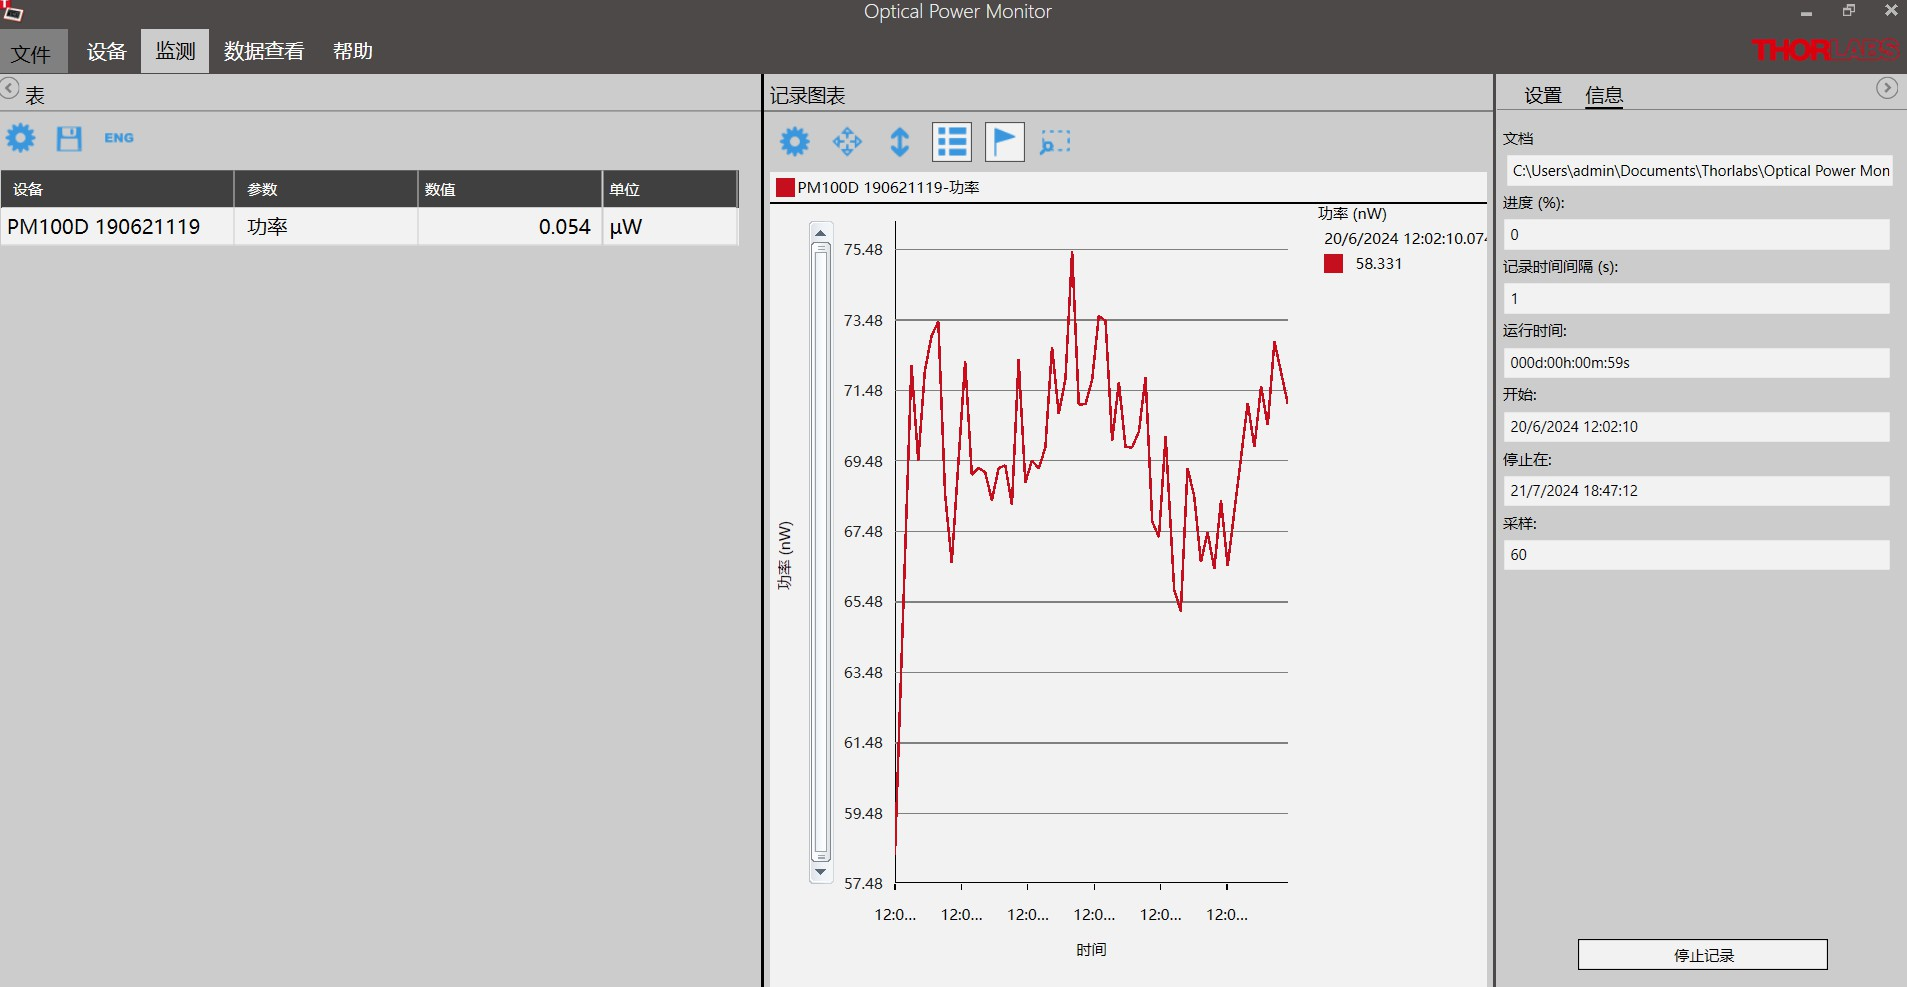 Optical Power Monitor
文件 设备 监测 数据查看 帮助
THORLABS
表
ENG
设备 参数 数值 单位
PM100D 190621119 功率 0.054 µW
记录图表
PM100D 190621119-功率
功率 (nW)
20/6/2024 12:02:10.074
58.331
75.48
73.48
71.48
69.48
67.48
65.48
63.48
61.48
59.48
57.48
功率 (nW)
12:0... 12:0... 12:0... 12:0... 12:0... 12:0...
时间
设置 信息
文档
C:\Users\admin\Documents\Thorlabs\Optical Power Mon
进度 (%):
0
记录时间间隔 (s):
1
运行时间:
000d:00h:00m:59s
开始:
20/6/2024 12:02:10
停止在:
21/7/2024 18:47:12
采样:
60
停止记录